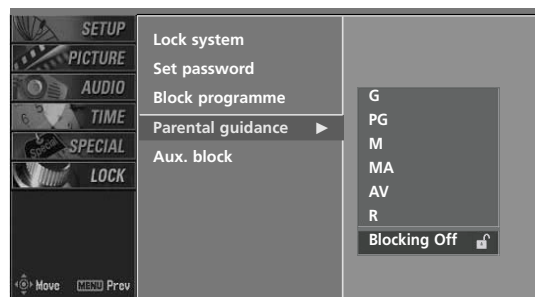 SETUP
PICTURE
AUDIO
TIME
SPECIAL
LOCK
Move MENU Prev
Lock system
Set password
Block programme
Parental guidance ►
Aux. block
G
PG
M
MA
AV
R
Blocking Off